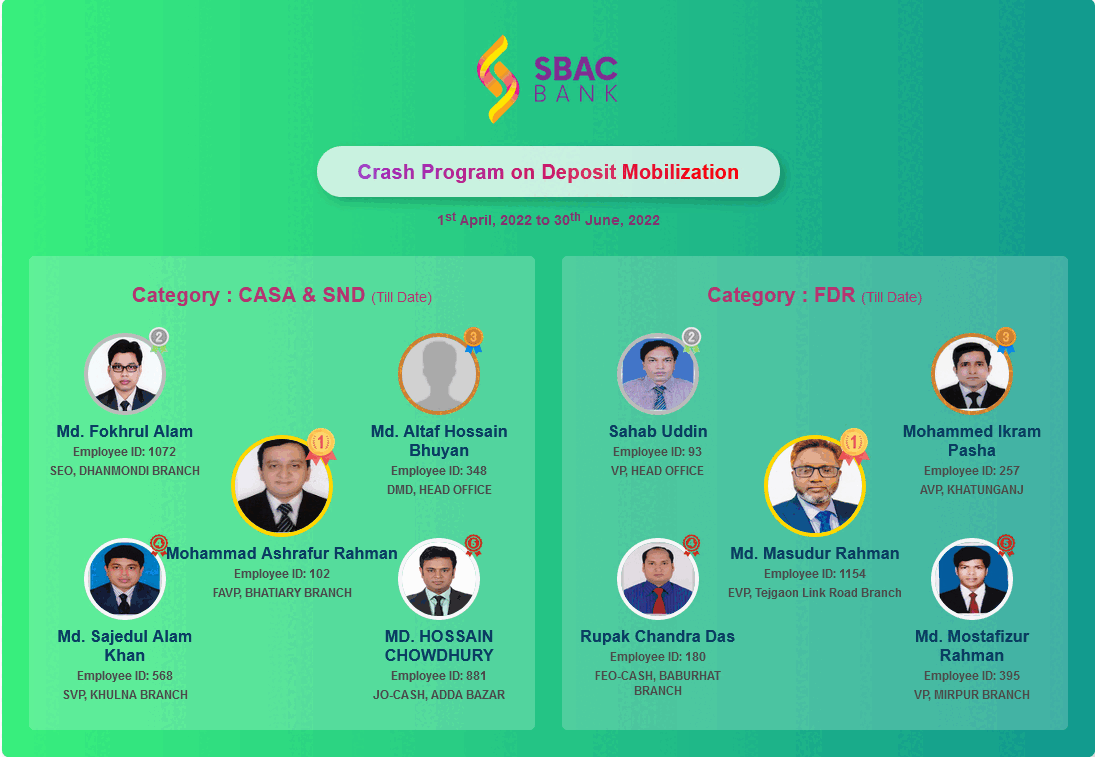 SBAC
BANK
Crash Program on Deposit Mobilization
1st April, 2022 to 30th June, 2022
Category : CASA & SND (Till Date)
2
Md. Fokhrul Alam
Employee ID: 1072
SEO, DHANMONDI BRANCH
3
Md. Altaf Hossain
Bhuyan
Employee ID: 348
DMD, HEAD OFFICE
1
Mohammad Ashrafur Rahman
Employee ID: 102
FAVP, BHATIARY BRANCH
4
Md. Sajedul Alam
Khan
Employee ID: 568
SVP, KHULNA BRANCH
5
MD. HOSSAIN
CHOWDHURY
Employee ID: 881
JO-CASH, ADDA BAZAR
Category : FDR (Till Date)
2
Sahab Uddin
Employee ID: 93
VP, HEAD OFFICE
3
Mohammed Ikram
Pasha
Employee ID: 257
AVP, KHATUNGANJ
1
Md. Masudur Rahman
Employee ID: 1154
EVP, Tejgaon Link Road Branch
4
Rupak Chandra Das
Employee ID: 180
FEO-CASH, BABURHAT
BRANCH
5
Md. Mostafizur
Rahman
Employee ID: 395
VP, MIRPUR BRANCH